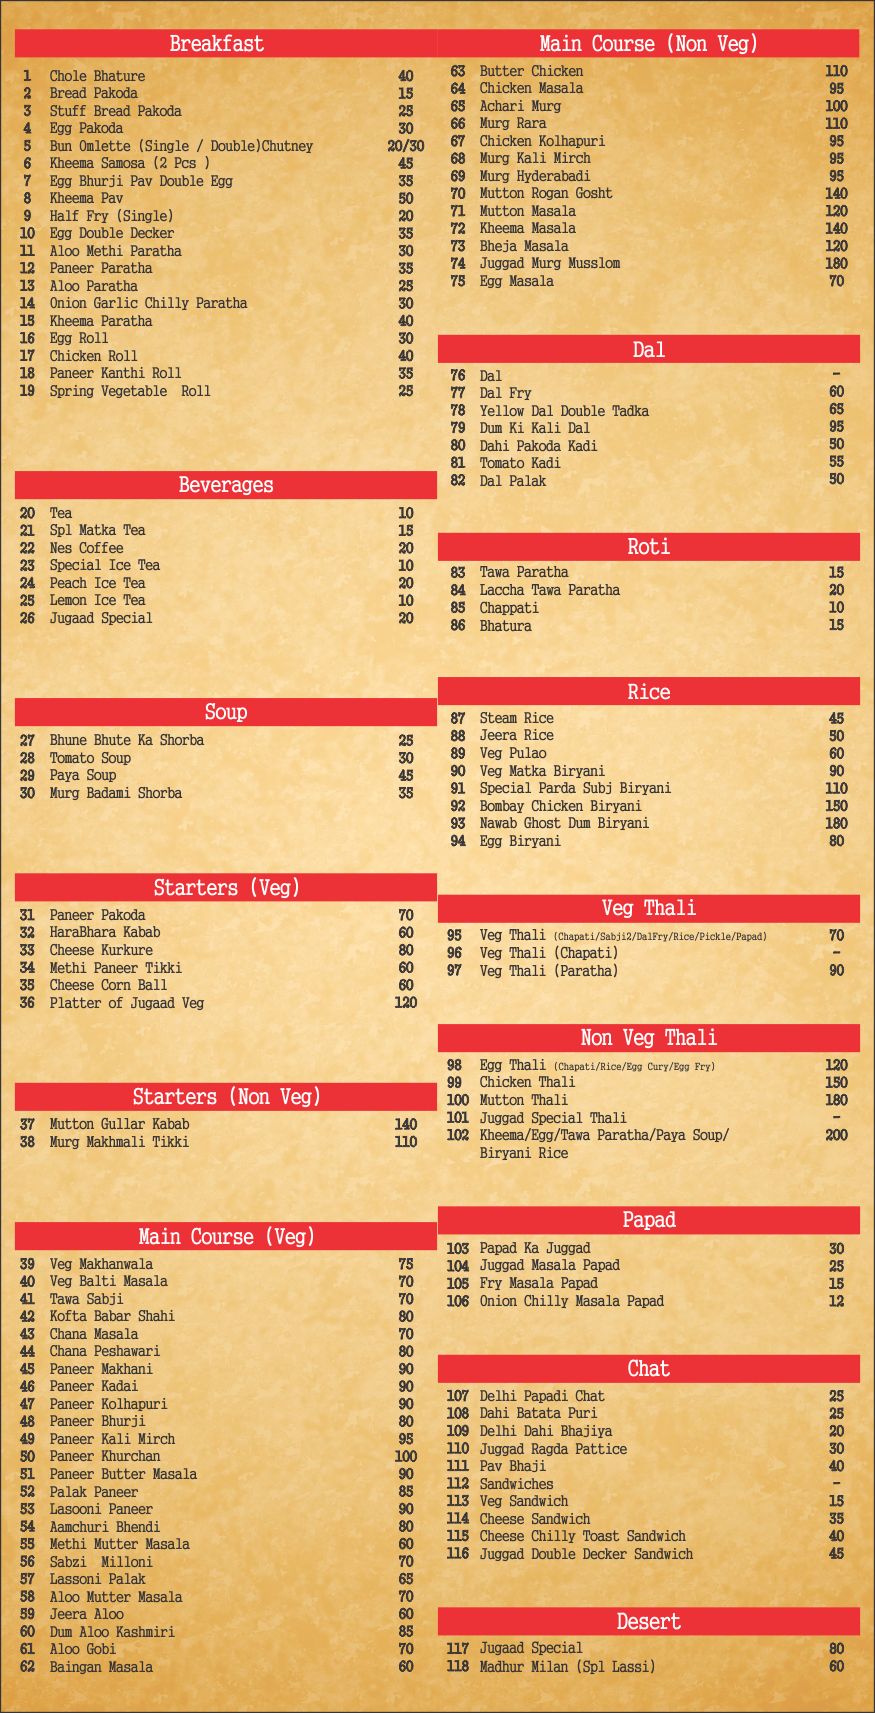 Breakfast
1 Chole Bhature 40
2 Bread Pakoda 15
3 Stuff Bread Pakoda 25
4 Egg Pakoda 30
5 Bun Omlette (Single / Double)Chutney 20/30
6 Kheema Samosa (2 Pcs ) 45
7 Egg Bhurji Pav Double Egg 35
8 Kheema Pav 50
9 Half Fry (Single) 20
10 Egg Double Decker 35
11 Aloo Methi Paratha 30
12 Paneer Paratha 35
13 Aloo Paratha 25
14 Onion Garlic Chilly Paratha 30
15 Kheema Paratha 40
16 Egg Roll 30
17 Chicken Roll 40
18 Paneer Kanthi Roll 35
19 Spring Vegetable Roll 25
Beverages
20 Tea 10
21 Spl Matka Tea 15
22 Nes Coffee 20
23 Special Ice Tea 10
24 Peach Ice Tea 20
25 Lemon Ice Tea 10
26 Jugaad Special 20
Soup
27 Bhune Bhute Ka Shorba 25
28 Tomato Soup 30
29 Paya Soup 45
30 Murg Badami Shorba 35
Starters (Veg)
31 Paneer Pakoda 70
32 HaraBhara Kabab 60
33 Cheese Kurkure 80
34 Methi Paneer Tikki 60
35 Cheese Corn Ball 60
36 Platter of Jugaad Veg 120
Starters (Non Veg)
37 Mutton Gullar Kabab 140
38 Murg Makhmali Tikki 110
Main Course (Veg)
39 Veg Makhanwala 75
40 Veg Balti Masala 70
41 Tawa Sabji 70
42 Kofta Babar Shahi 80
43 Chana Masala 70
44 Chana Peshawari 80
45 Paneer Makhani 90
46 Paneer Kadai 90
47 Paneer Kolhapuri 90
48 Paneer Bhurji 80
49 Paneer Kali Mirch 95
50 Paneer Khurchan 100
51 Paneer Butter Masala 90
52 Palak Paneer 85
53 Lasooni Paneer 90
54 Aamchuri Bhendi 80
55 Methi Mutter Masala 60
56 Sabzi Milloni 70
57 Lassoni Palak 65
58 Aloo Mutter Masala 70
59 Jeera Aloo 60
60 Dum Aloo Kashmiri 85
61 Aloo Gobi 70
62 Baingan Masala 60
Main Course (Non Veg)
63 Butter Chicken 110
64 Chicken Masala 95
65 Achari Murg 100
66 Murg Rara 110
67 Chicken Kolhapuri 95
68 Murg Kali Mirch 95
69 Murg Hyderabadi 95
70 Mutton Rogan Gosht 140
71 Mutton Masala 120
72 Kheema Masala 140
73 Bheja Masala 120
74 Juggad Murg Musslom 180
75 Egg Masala 70
Dal
76 Dal –
77 Dal Fry 60
78 Yellow Dal Double Tadka 65
79 Dum Ki Kali Dal 95
80 Dahi Pakoda Kadi 50
81 Tomato Kadi 55
82 Dal Palak 50
Roti
83 Tawa Paratha 15
84 Laccha Tawa Paratha 20
85 Chappati 10
86 Bhatura 15
Rice
87 Steam Rice 45
88 Jeera Rice 50
89 Veg Pulao 60
90 Veg Matka Biryani 90
91 Special Parda Subj Biryani 110
92 Bombay Chicken Biryani 150
93 Nawab Ghost Dum Biryani 180
94 Egg Biryani 80
Veg Thali
95 Veg Thali (Chapati/Sabji2/DalFry/Rice/Pickle/Papad) 70
96 Veg Thali (Chapati) –
97 Veg Thali (Paratha) 90
Non Veg Thali
98 Egg Thali (Chapati/Rice/Egg Cury/Egg Fry) 120
99 Chicken Thali 150
100 Mutton Thali 180
101 Juggad Special Thali –
102 Kheema/Egg/Tawa Paratha/Paya Soup/ 200
Biryani Rice
Papad
103 Papad Ka Juggad 30
104 Juggad Masala Papad 25
105 Fry Masala Papad 15
106 Onion Chilly Masala Papad 12
Chat
107 Delhi Papadi Chat 25
108 Dahi Batata Puri 25
109 Delhi Dahi Bhajiya 20
110 Juggad Ragda Pattice 30
111 Pav Bhaji 40
112 Sandwiches –
113 Veg Sandwich 15
114 Cheese Sandwich 35
115 Cheese Chilly Toast Sandwich 40
116 Juggad Double Decker Sandwich 45
Desert
117 Jugaad Special 80
118 Madhur Milan (Spl Lassi) 60